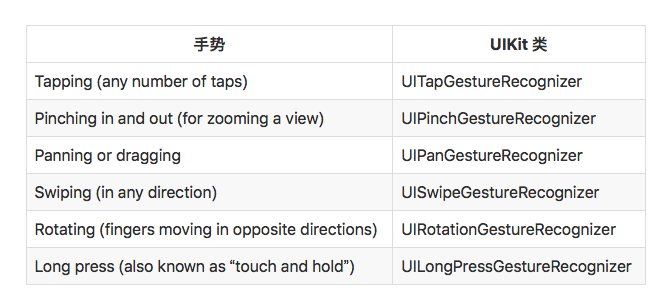 手势 UIKit 类
Tapping (any number of taps) UITapGestureRecognizer
Pinching in and out (for zooming a view) UIPinchGestureRecognizer
Panning or dragging UIPanGestureRecognizer
Swiping (in any direction) UISwipeGestureRecognizer
Rotating (fingers moving in opposite directions) UIRotationGestureRecognizer
Long press (also known as “touch and hold”) UILongPressGestureRecognizer